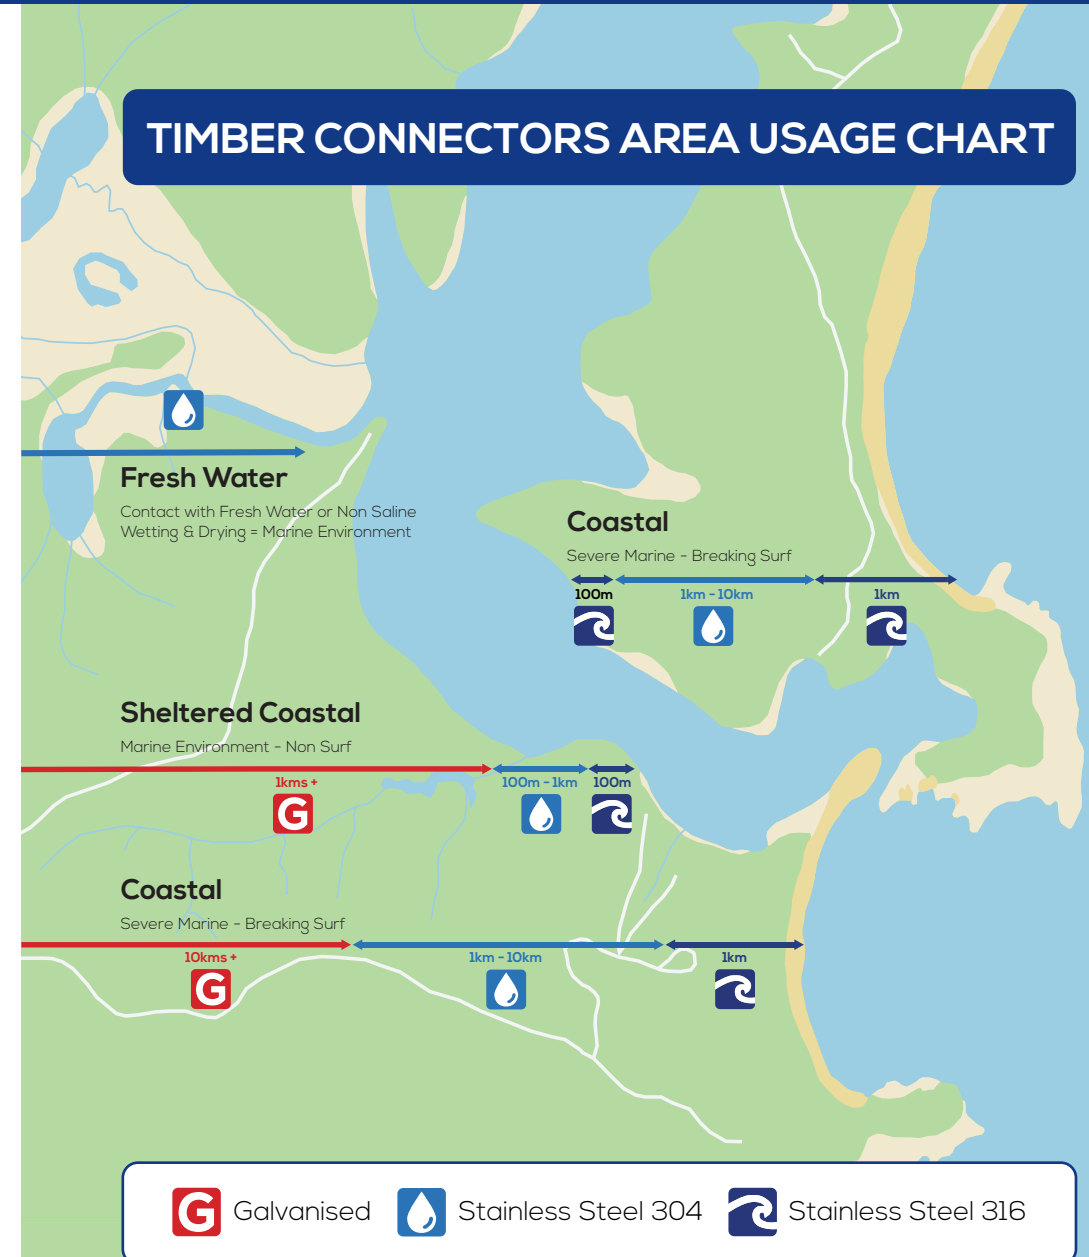 TIMBER CONNECTORS AREA USAGE CHART
Fresh Water
Contact with Fresh Water or Non Saline
Wetting & Drying = Marine Environment
Coastal
Severe Marine - Breaking Surf
100m 1km - 10km 1km
Sheltered Coastal
Marine Environment - Non Surf
1kms + 100m - 1km 100m
G
Coastal
Severe Marine - Breaking Surf
10kms + 1km - 10km 1km
G
G Galvanised Stainless Steel 304 Stainless Steel 316